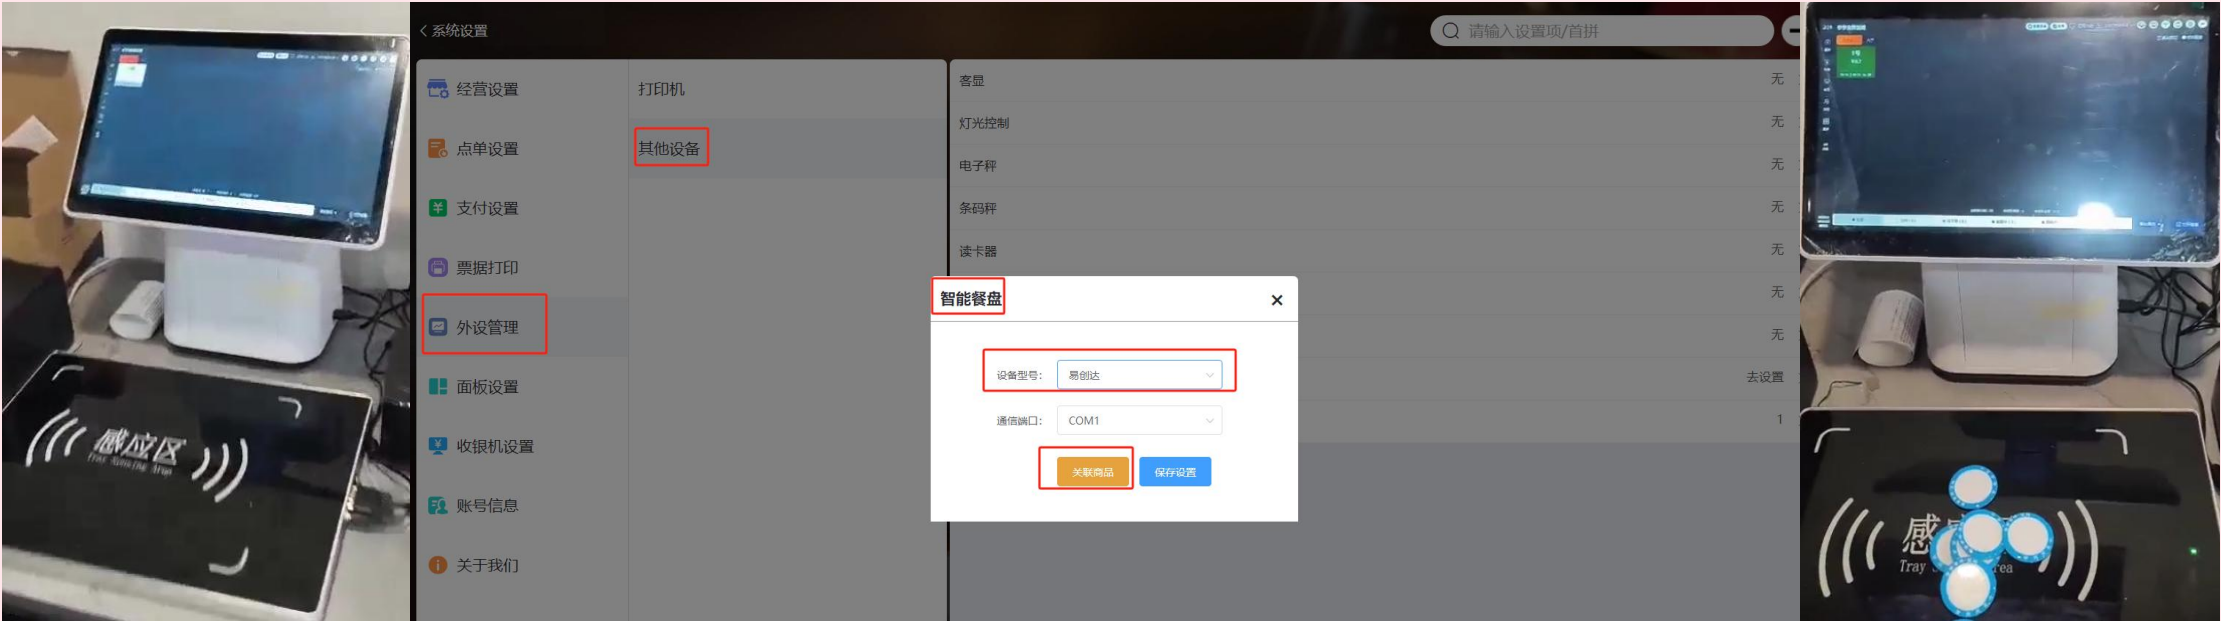 系统设置
请输入设置项/首拼
经营设置
点单设置
支付设置
票据打印
外设管理
面板设置
收银机设置
账号信息
关于我们
打印机
其他设备
客显 无
灯光控制 无
电子秤 无
条码秤 无
读卡器 无
无
无
去设置
1
智能餐盘
设备型号： 易创达
通信端口： COM1
关联商品 保存设置
感应区
Tray Sensing Area
感应
Tray S rea